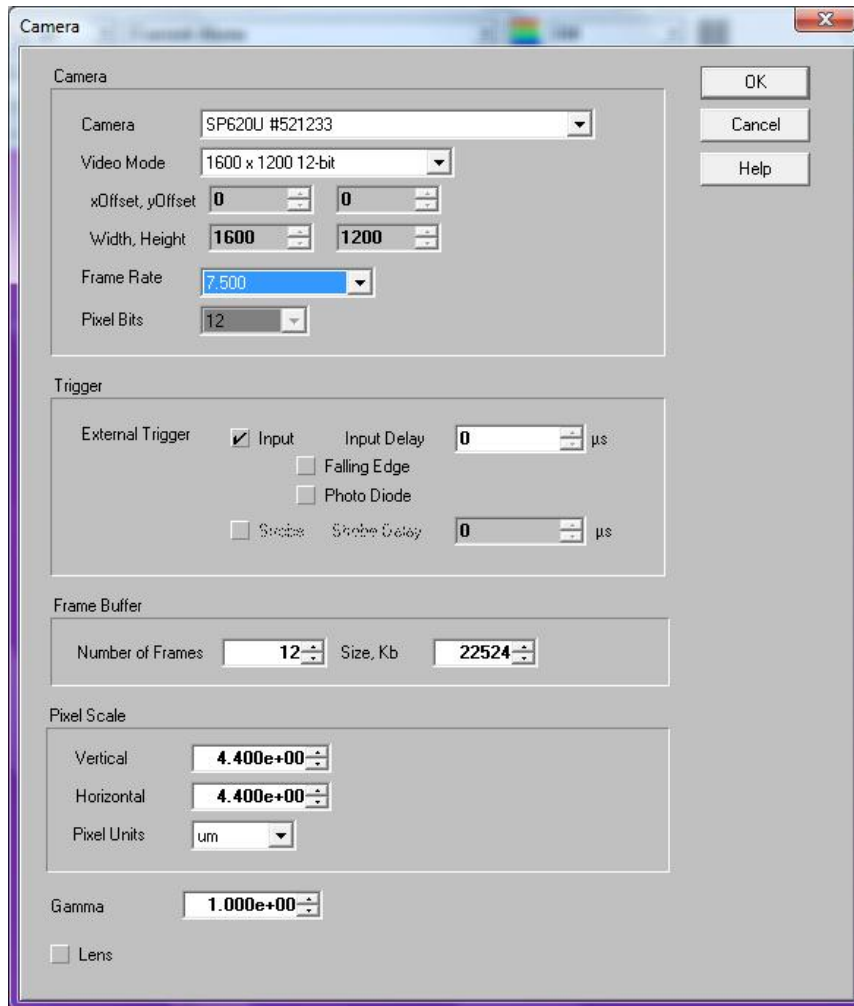 Camera
Camera
OK
Camera SP620U #521233
Cancel
Video Mode 1600 x 1200 12-bit
Help
xOffset, yOffset 0 0
Width, Height 1600 1200
Frame Rate 7.500
Pixel Bits 12
Trigger
External Trigger Input Input Delay 0 µs
Falling Edge
Photo Diode
Strobe Strobe Delay 0 µs
Frame Buffer
Number of Frames 12 Size, Kb 22524
Pixel Scale
Vertical 4.400e+00
Horizontal 4.400e+00
Pixel Units um
Gamma 1.000e+00
Lens